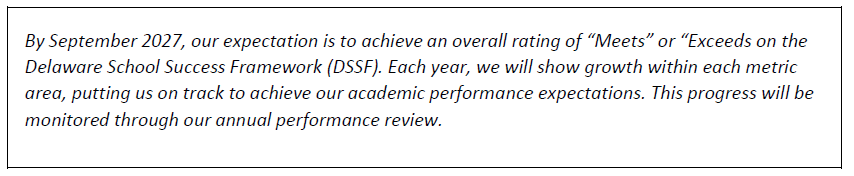 By September 2027, our expectation is to achieve an overall rating of “Meets” or “Exceeds on the
Delaware School Success Framework (DSSF). Each year, we will show growth within each metric
area, putting us on track to achieve our academic performance expectations. This progress will be
monitored through our annual performance review.